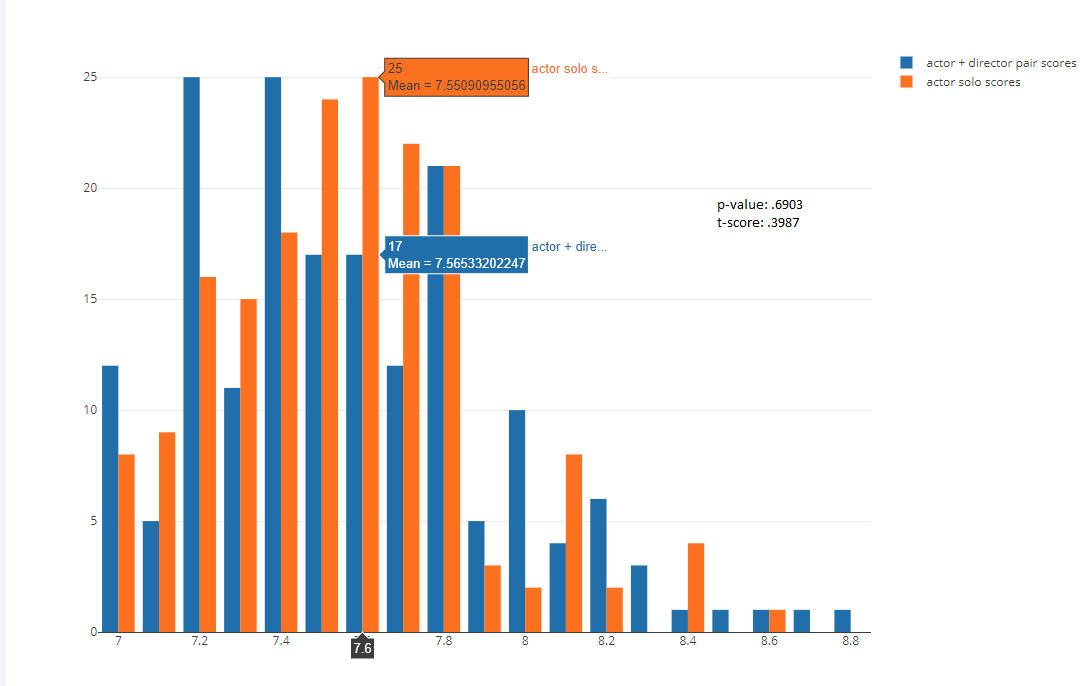 25
Mean = 7.55090955056
actor solo s...
actor + director pair scores
actor solo scores
25
20
p-value: .6903
t-score: .3987
17
Mean = 7.56533202247
actor + dire...
15
10
5
0
7
7.2
7.4
7.6
7.8
8
8.2
8.4
8.6
8.8